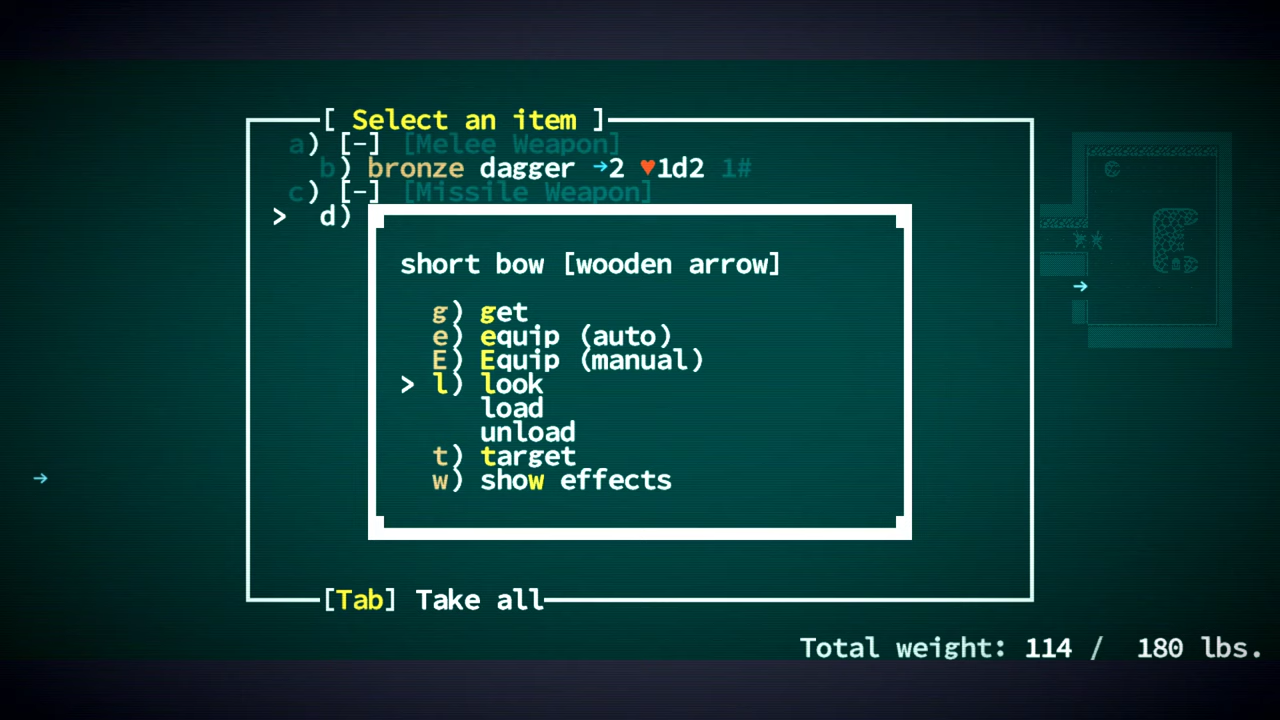 [ Select an item ]
a) [-] [Melee Weapon]
b) bronze dagger →2 ♥1d2 1#
c) [-] [Missile Weapon]
> d)
short bow [wooden arrow]
g) get
e) equip (auto)
E) Equip (manual)
> l) look
load
unload
t) target
w) show effects
[Tab] Take all
Total weight: 114 / 180 lbs.